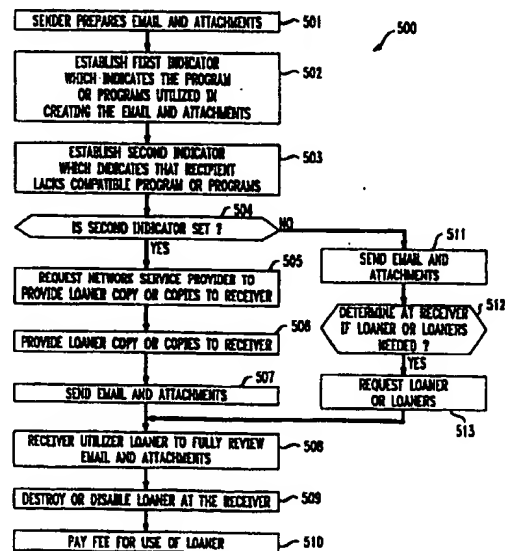 SENDER PREPARES EMAIL AND ATTACHMENTS
501
500
ESTABLISH FIRST INDICATOR
WHICH INDICATES THE PROGRAM
OR PROGRAMS UTILIZED IN
CREATING THE EMAIL AND ATTACHMENTS
502
ESTABLISH SECOND INDICATOR
WHICH INDICATES THAT RECIPIENT
LACKS COMPATIBLE PROGRAM OR PROGRAMS
503
504
IS SECOND INDICATOR SET ?
NO
YES
REQUEST NETWORK SERVICE PROVIDER TO
PROVIDE LOANER COPY OR COPIES TO RECEIVER
505
PROVIDE LOANER COPY OR COPIES TO RECEIVER
506
507
SEND EMAIL AND ATTACHMENTS
511
SEND EMAIL AND
ATTACHMENTS
512
DETERMINE AT RECEIVER
IF LOANER OR LOANERS
NEEDED ?
YES
REQUEST LOANER
OR LOANERS
513
RECEIVER UTILIZER LOANER TO FULLY REVIEW
EMAIL AND ATTACHMENTS
508
DESTROY OR DISABLE LOANER AT THE RECEIVER
509
PAY FEE FOR USE OF LOANER
510